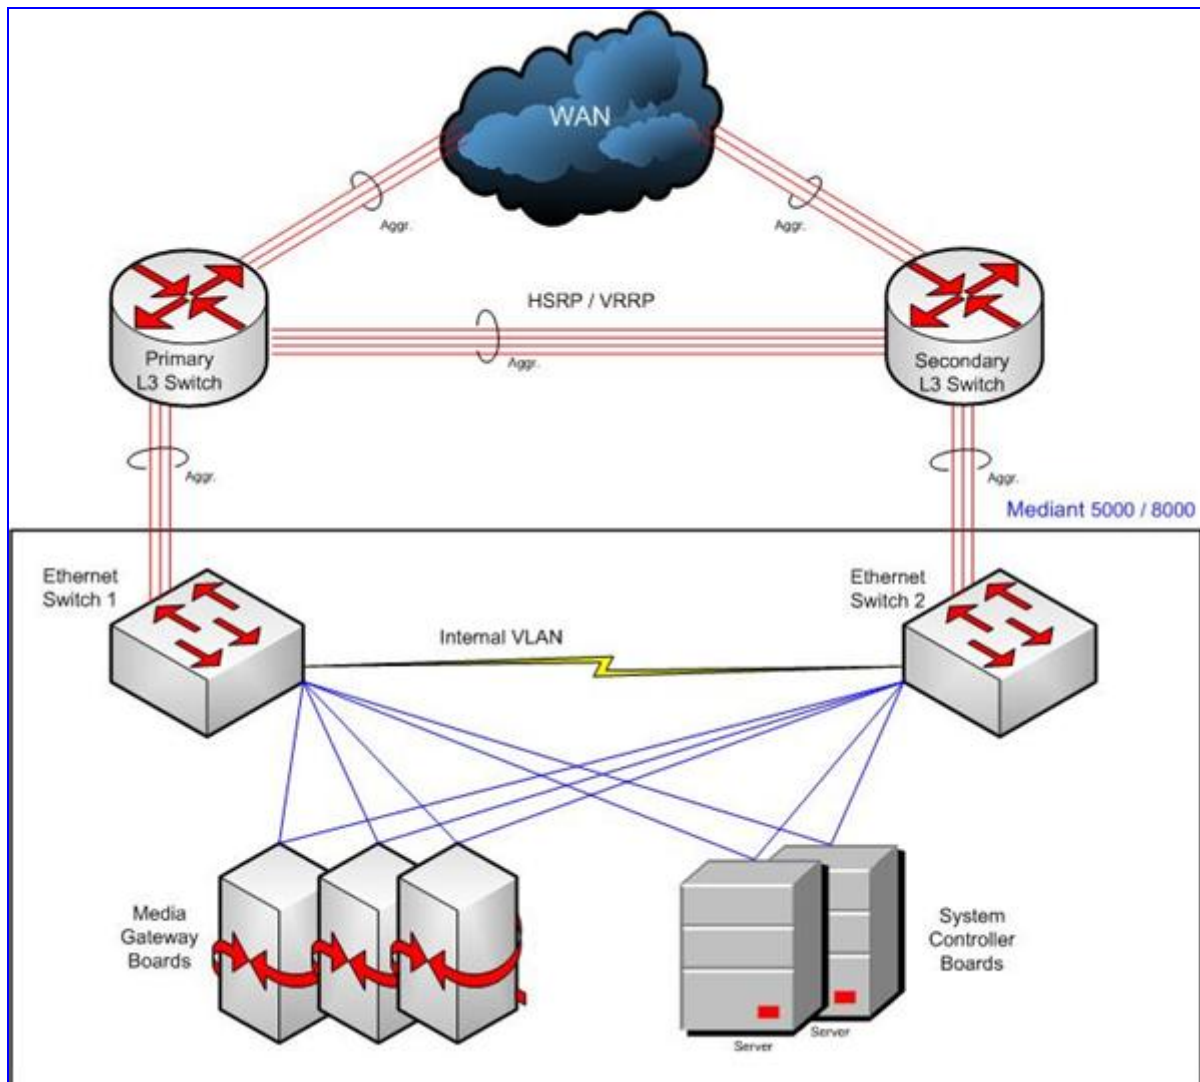 WAN
Aggr.
Aggr.
HSRP / VRRP
Aggr.
Primary
L3 Switch
Secondary
L3 Switch
Aggr.
Aggr.
Mediant 5000 / 8000
Ethernet
Switch 1
Ethernet
Switch 2
Internal VLAN
Media
Gateway
Boards
System
Controller
Boards
Server
Server